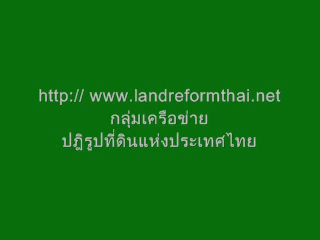 http:// www.landreformthai.net
กลุ่มเครือข่าย
ปฎิรูปที่ดินแห่งประเทศไทย